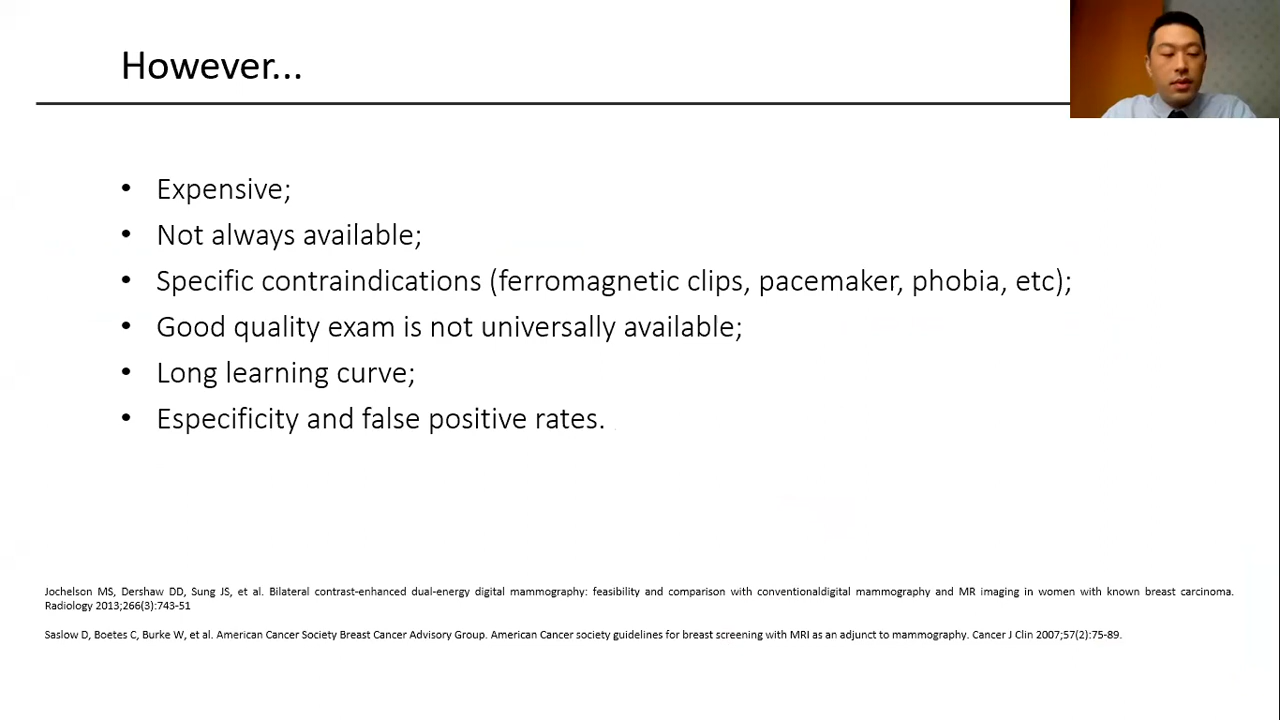 However...
• Expensive;
• Not always available;
• Specific contraindications (ferromagnetic clips, pacemaker, phobia, etc);
• Good quality exam is not universally available;
• Long learning curve;
• Especificity and false positive rates.
Jochelson MS, Dershaw DD, Sung JS, et al. Bilateral contrast-enhanced dual-energy digital mammography: feasibility and comparison with conventionaldigital mammography and MR imaging in women with known breast carcinoma.
Radiology 2013;266(3):743-51
Saslow D, Boetes C, Burke W, et al. American Cancer Society Breast Cancer Advisory Group. American Cancer society guidelines for breast screening with MRI as an adjunct to mammography. Cancer J Clin 2007;57(2):75-89.